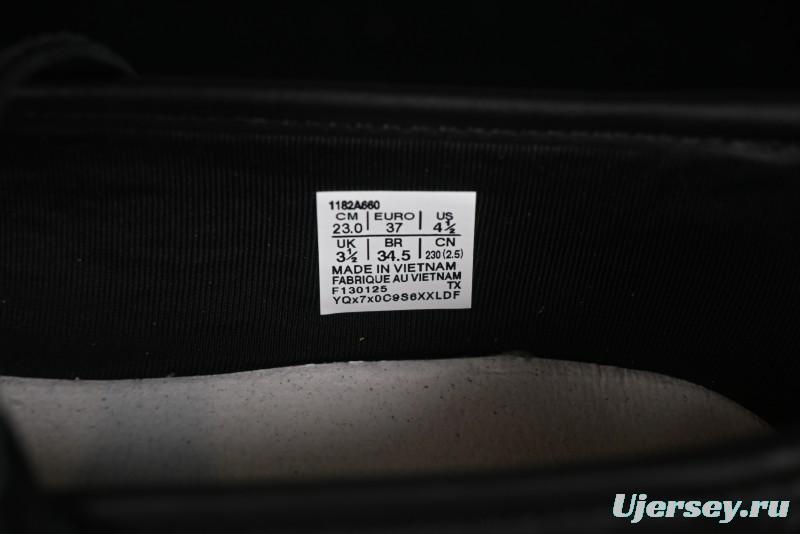 1182A660
CM EURO US
23.0 37 4½
UK BR CN
3½ 34.5 230(2.5)
MADE IN VIETNAM
FABRIQUE AU VIETNAM
F130125 TX
YQx7x0C9S6XXLDF
Ujersey.ru